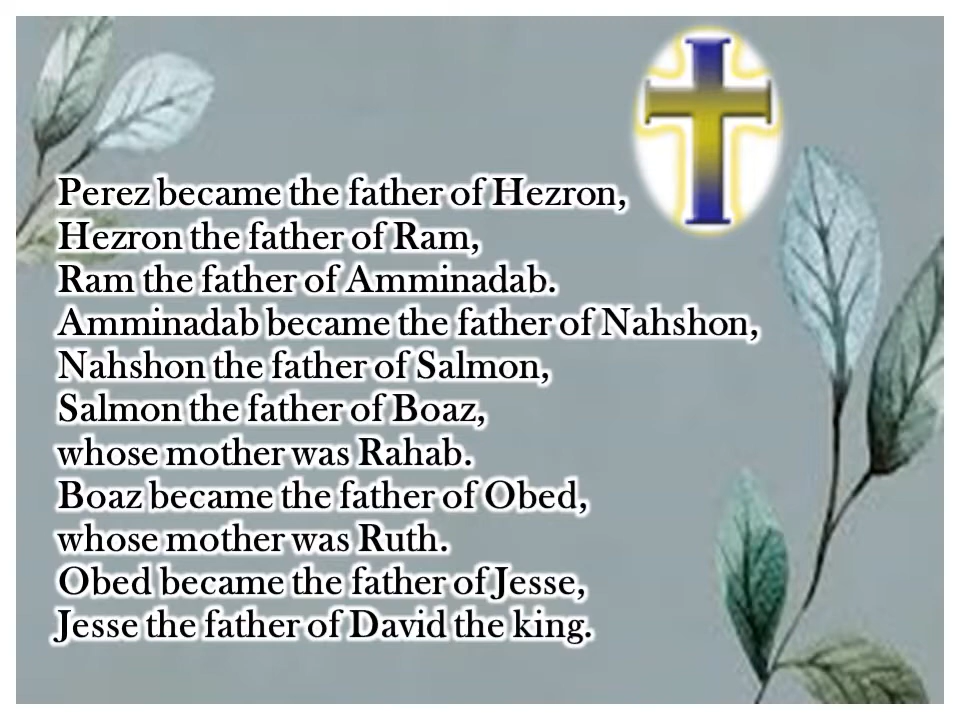 Perez became the father of Hezron,
Hezron the father of Ram,
Ram the father of Amminadab.
Amminadab became the father of Nahshon,
Nahshon the father of Salmon,
Salmon the father of Boaz,
whose mother was Rahab.
Boaz became the father of Obed,
whose mother was Ruth.
Obed became the father of Jesse,
Jesse the father of David the king.